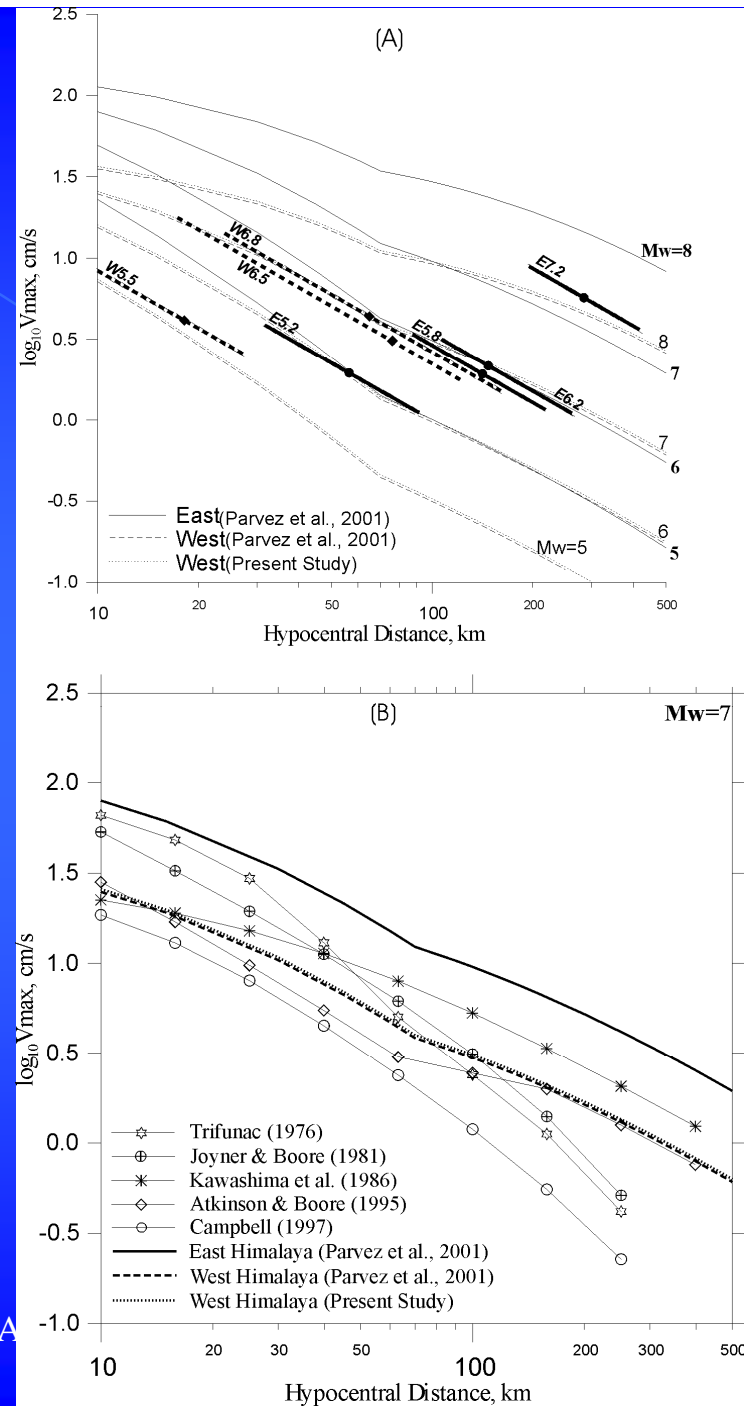 (A)
2.5
2.0
1.5
1.0
0.5
0.0
-0.5
-1.0
log10Vmax, cm/s
W6.8
W6.5
W5.5
E5.2
E5.8
E6.2
E7.2
Mw=8
8
7
7
6
6
5
Mw=5
East(Parvez et al., 2001)
West(Parvez et al., 2001)
West(Present Study)
10 20 50 100 200 500
Hypocentral Distance, km
(B)
Mw=7
2.5
2.0
1.5
1.0
0.5
0.0
-0.5
-1.0
log10Vmax, cm/s
Trifunac (1976)
Joyner & Boore (1981)
Kawashima et al. (1986)
Atkinson & Boore (1995)
Campbell (1997)
East Himalaya (Parvez et al., 2001)
West Himalaya (Parvez et al., 2001)
West Himalaya (Present Study)
A
10 20 30 50 100 200 300 500
Hypocentral Distance, km